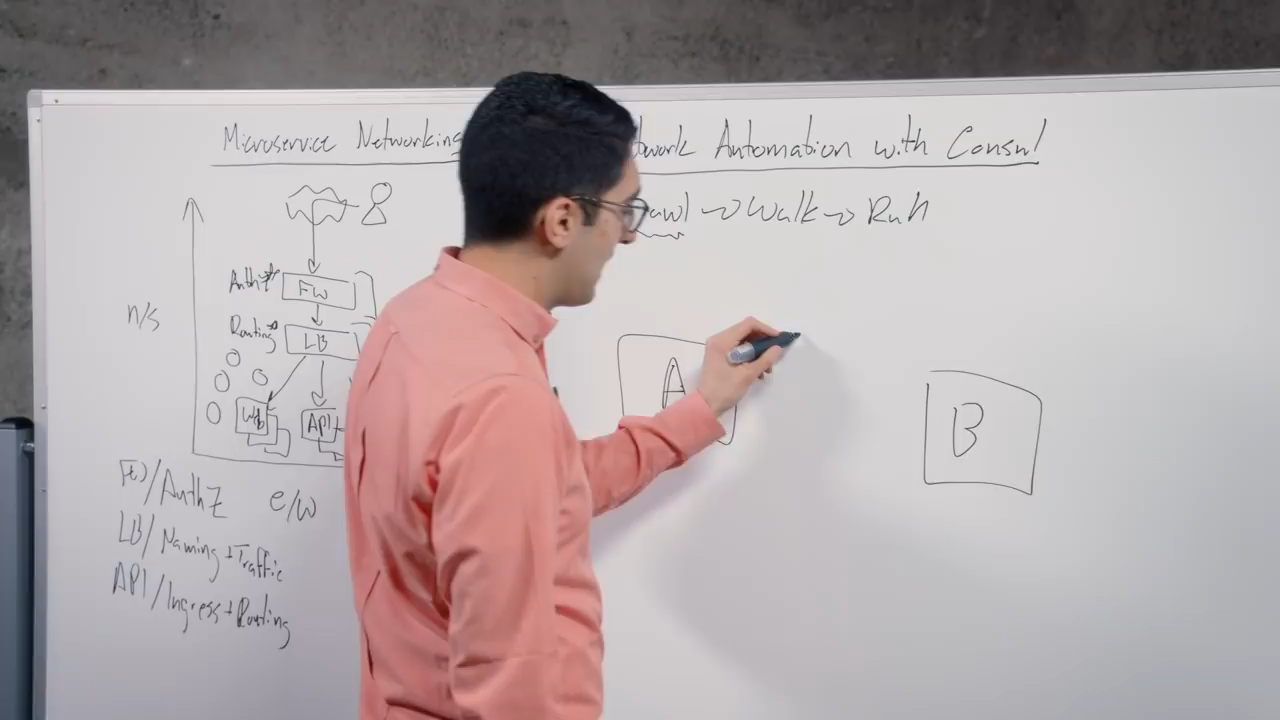 Microservice Networking
Network Automation with Consul
Crawl → Walk → Run
AuthZ
FW
n/s
Routing
LB
Web
API
A
B
FW/AuthZ
e/w
LB/Naming + Traffic
API/Ingress + Routing